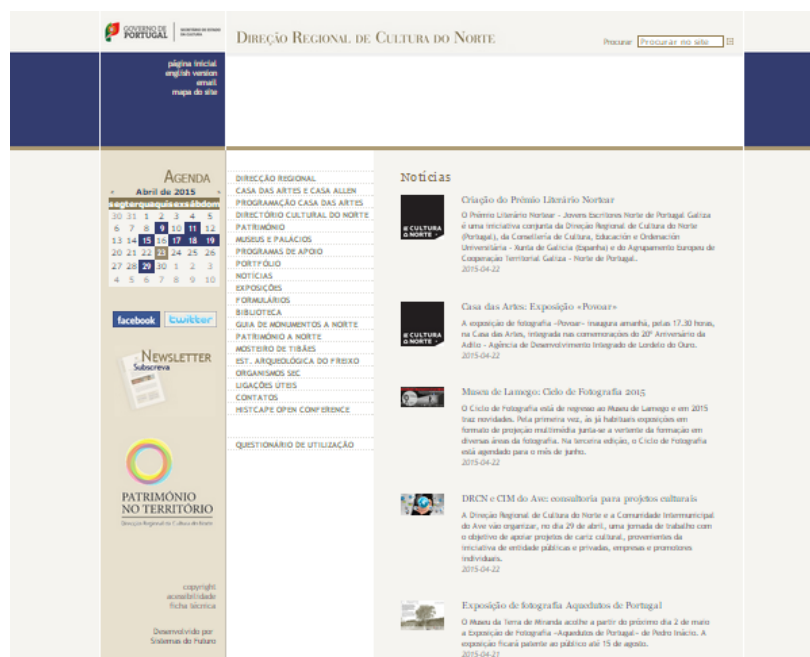 GOVERNO DE
PORTUGAL
SECRETÁRIO DE ESTADO
DA CULTURA
DIREÇÃO REGIONAL DE CULTURA DO NORTE
Procurar
Procurar no site
página inicial
english version
email
mapa do site
AGENDA
« Abril de 2015 »
segterquaquisexsábdom
30 31 1 2 3 4 5
6 7 8 9 10 11 12
13 14 15 16 17 18 19
20 21 22 23 24 25 26
27 28 29 30 1 2 3
4 5 6 7 8 9 10
facebook
twitter
NEWSLETTER
Subscreva
PATRIMÓNIO
NO TERRITÓRIO
Direcção Regional de Cultura do Norte
copyright
acessibilidade
ficha técnica
Desenvolvido por
Sistemas do Futuro
DIRECÇÃO REGIONAL
CASA DAS ARTES E CASA ALLEN
PROGRAMAÇÃO CASA DAS ARTES
DIRECTÓRIO CULTURAL DO NORTE
PATRIMÓNIO
MUSEUS E PALÁCIOS
PROGRAMAS DE APOIO
PORTFÓLIO
NOTÍCIAS
EXPOSIÇÕES
FORMULÁRIOS
BIBLIOTECA
GUIA DE MONUMENTOS A NORTE
PATRIMÓNIO A NORTE
MOSTEIRO DE TIBÃES
EST. ARQUEOLÓGICA DO FREIXO
ORGANISMOS SEC
LIGAÇÕES ÚTEIS
CONTATOS
HISTCAPE OPEN CONFERENCE
QUESTIONÁRIO DE UTILIZAÇÃO
Notícias
CULTURA
NORTE
Criação do Prémio Literário Nortear
O Prémio Literário Nortear - Jovens Escritores Norte de Portugal Galiza
é uma iniciativa conjunta da Direção Regional de Cultura do Norte
(Portugal), da Conselleria de Cultura, Educación e Ordenación
Universitária - Xunta de Galicia (Espanha) e do Agrupamento Europeu de
Cooperação Territorial Galiza - Norte de Portugal.
2015-04-22
CULTURA
NORTE
Casa das Artes: Exposição «Povoar»
A exposição de fotografia «Povoar» inaugura amanhã, pelas 17.30 horas,
na Casa das Artes, integrada nas comemorações do 20º Aniversário da
Adilo - Agência de Desenvolvimento Integrado de Lordelo do Ouro.
2015-04-22
Museu de Lamego: Ciclo de Fotografia 2015
O Ciclo de Fotografia está de regresso ao Museu de Lamego e em 2015
traz novidades. Pela primeira vez, às já habituais exposições em
formato de projeção multimédia junta-se a vertente da formação em
diversas áreas da fotografia. Na terceira edição, o Ciclo de Fotografia
está agendado para o mês de junho.
2015-04-22
DRCN e CIM do Ave: consultoria para projetos culturais
A Direção Regional de Cultura do Norte e a Comunidade Intermunicipal
do Ave vão organizar, no dia 29 de abril, uma jornada de trabalho com
o objetivo de apoiar projetos de cariz cultural, provenientes da
iniciativa de entidade públicas e privadas, empresas e promotores
individuais.
2015-04-22
Exposição de fotografia Aquedutos de Portugal
O Museu da Terra de Miranda acolhe a partir do próximo dia 2 de maio
a Exposição de Fotografia «Aquedutos de Portugal» de Pedro Inácio. A
exposição ficará patente ao público até 15 de agosto.
2015-04-21